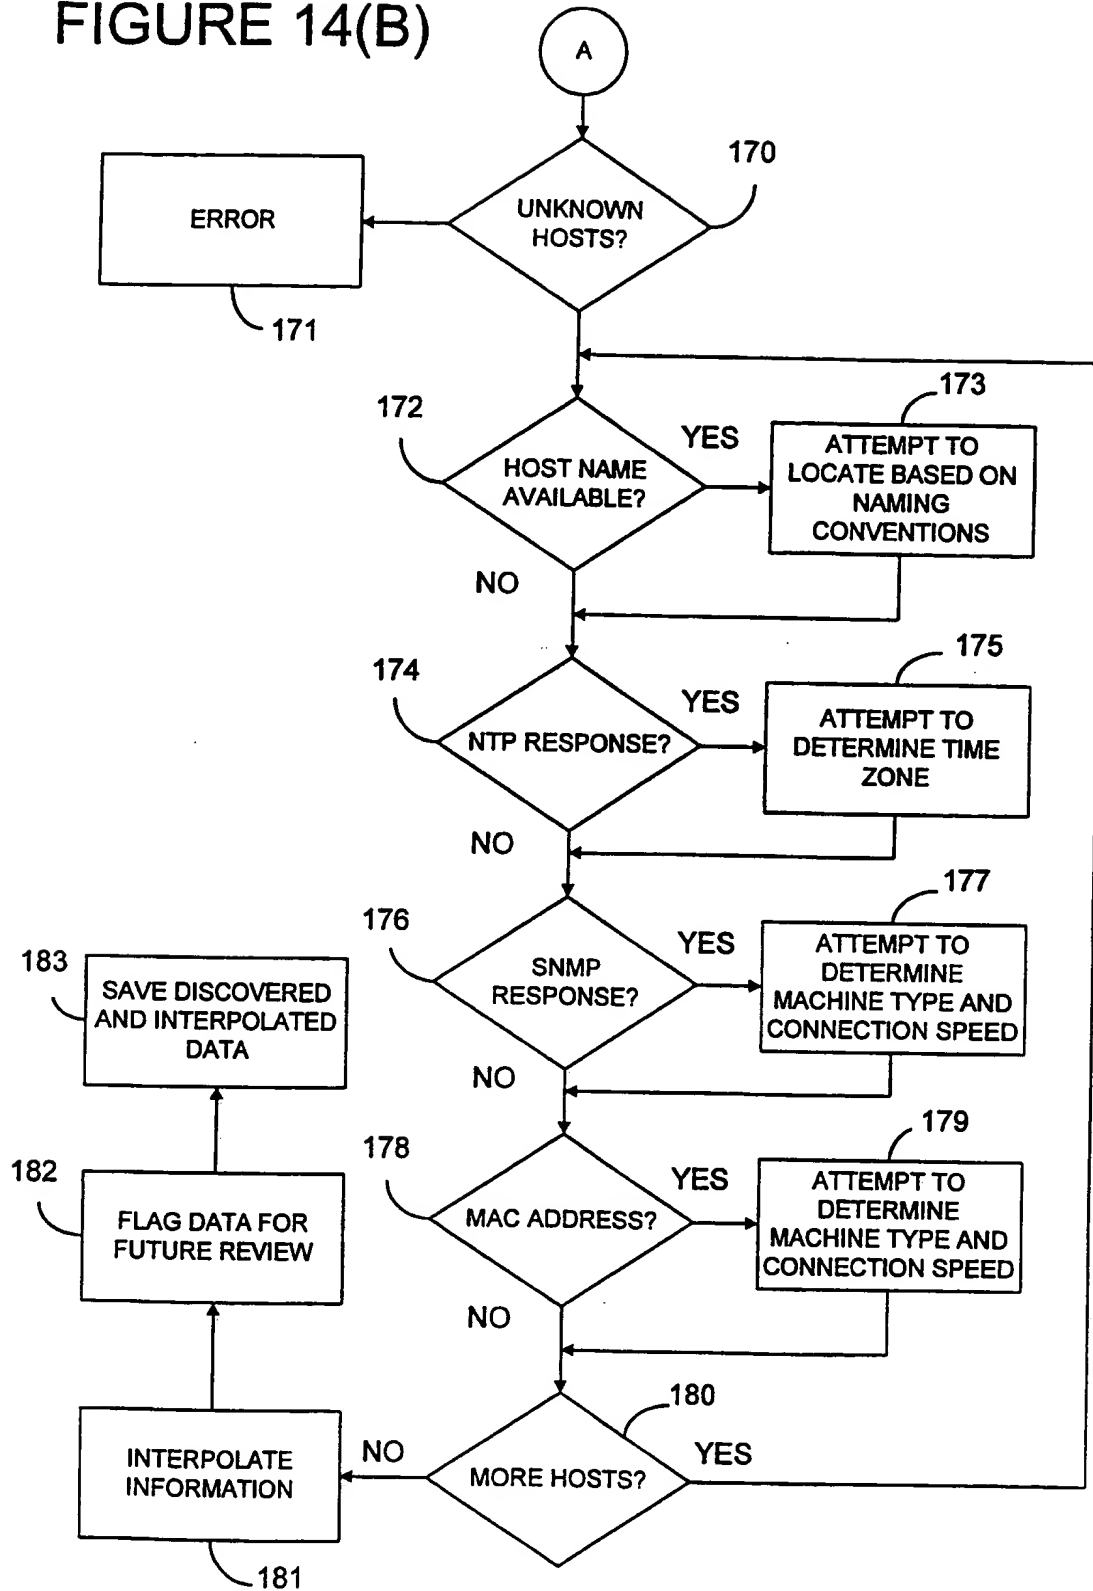 FIGURE 14(B)
A
170
UNKNOWN
HOSTS?
ERROR
171
172
HOST NAME
AVAILABLE?
YES
173
ATTEMPT TO
LOCATE BASED ON
NAMING
CONVENTIONS
NO
174
NTP RESPONSE?
YES
175
ATTEMPT TO
DETERMINE TIME
ZONE
NO
176
SNMP
RESPONSE?
YES
177
ATTEMPT TO
DETERMINE
MACHINE TYPE AND
CONNECTION SPEED
NO
178
MAC ADDRESS?
YES
179
ATTEMPT TO
DETERMINE
MACHINE TYPE AND
CONNECTION SPEED
NO
180
MORE HOSTS?
YES
NO
INTERPOLATE
INFORMATION
181
182
FLAG DATA FOR
FUTURE REVIEW
183
SAVE DISCOVERED
AND INTERPOLATED
DATA